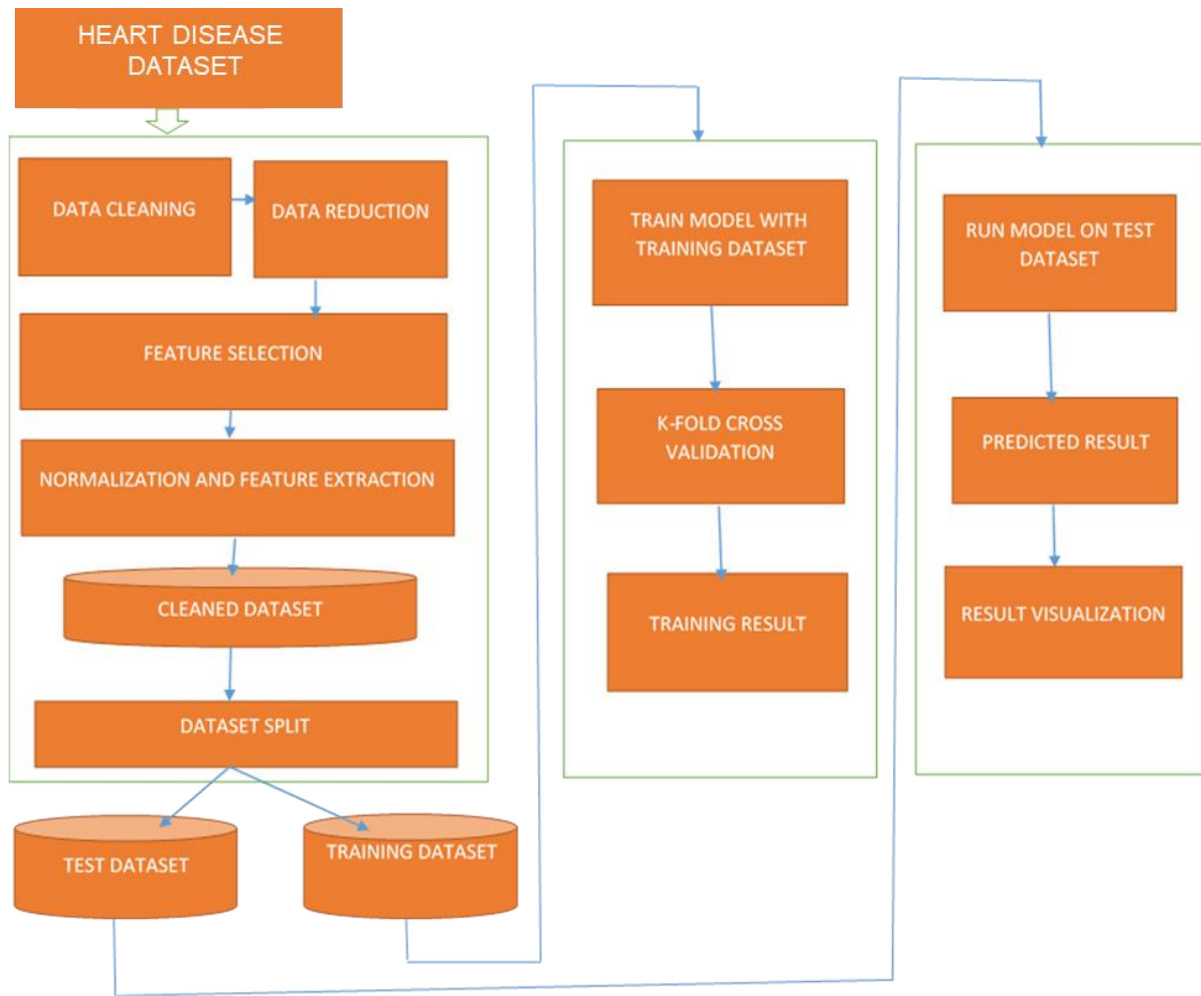 HEART DISEASE
DATASET
DATA CLEANING
DATA REDUCTION
FEATURE SELECTION
NORMALIZATION AND FEATURE EXTRACTION
CLEANED DATASET
DATASET SPLIT
TEST DATASET
TRAINING DATASET
TRAIN MODEL WITH
TRAINING DATASET
K-FOLD CROSS
VALIDATION
TRAINING RESULT
RUN MODEL ON TEST
DATASET
PREDICTED RESULT
RESULT VISUALIZATION